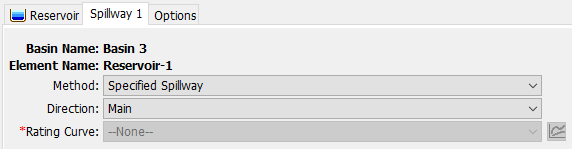 Reservoir Spillway 1 Options
Basin Name: Basin 3
Element Name: Reservoir-1
Method: Specified Spillway
Direction: Main
*Rating Curve: --None--